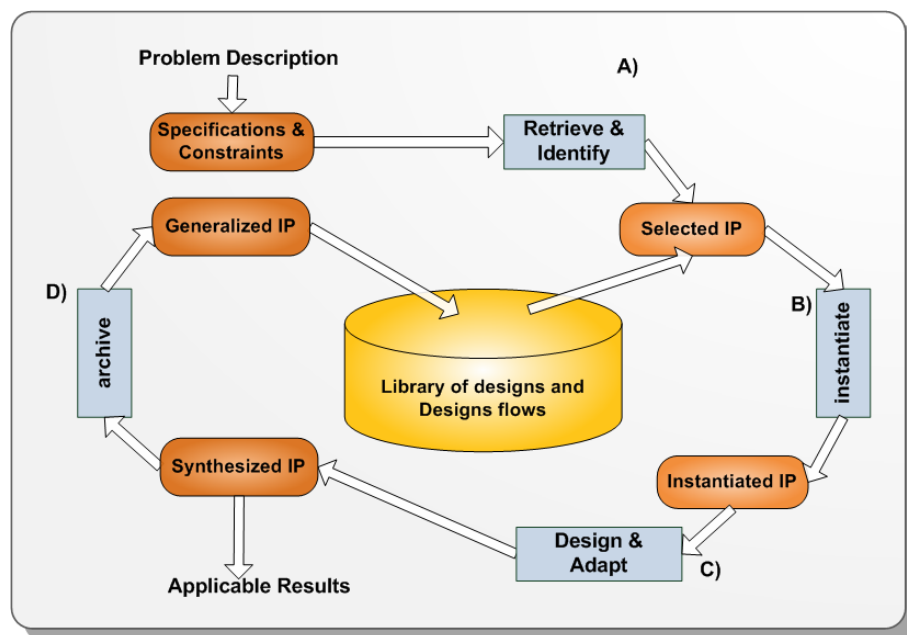 Problem Description
A)
Specifications &
Constraints
Retrieve &
Identify
Generalized IP
Selected IP
D)
B)
archive
instantiate
Library of designs and
Designs flows
Synthesized IP
Instantiated IP
Design &
Adapt
C)
Applicable Results